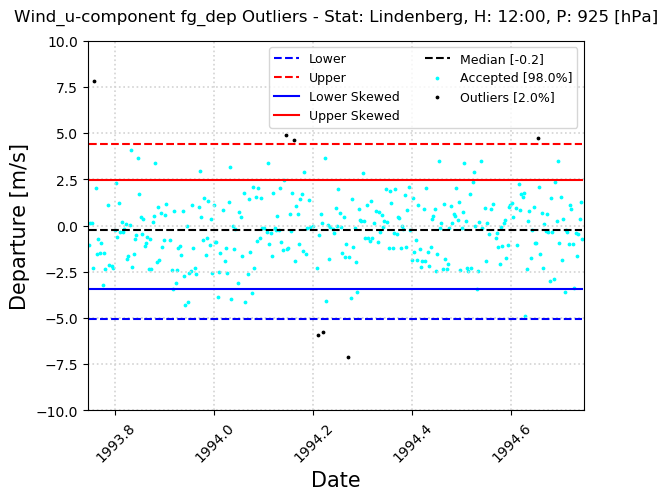 Wind_u-component fg_dep Outliers - Stat: Lindenberg, H: 12:00, P: 925 [hPa]
10.0
7.5
5.0
2.5
0.0
−2.5
−5.0
−7.5
−10.0
Departure [m/s]
Lower
Upper
Lower Skewed
Upper Skewed
Median [-0.2]
Accepted [98.0%]
Outliers [2.0%]
1993.8
1994.0
1994.2
1994.4
1994.6
Date